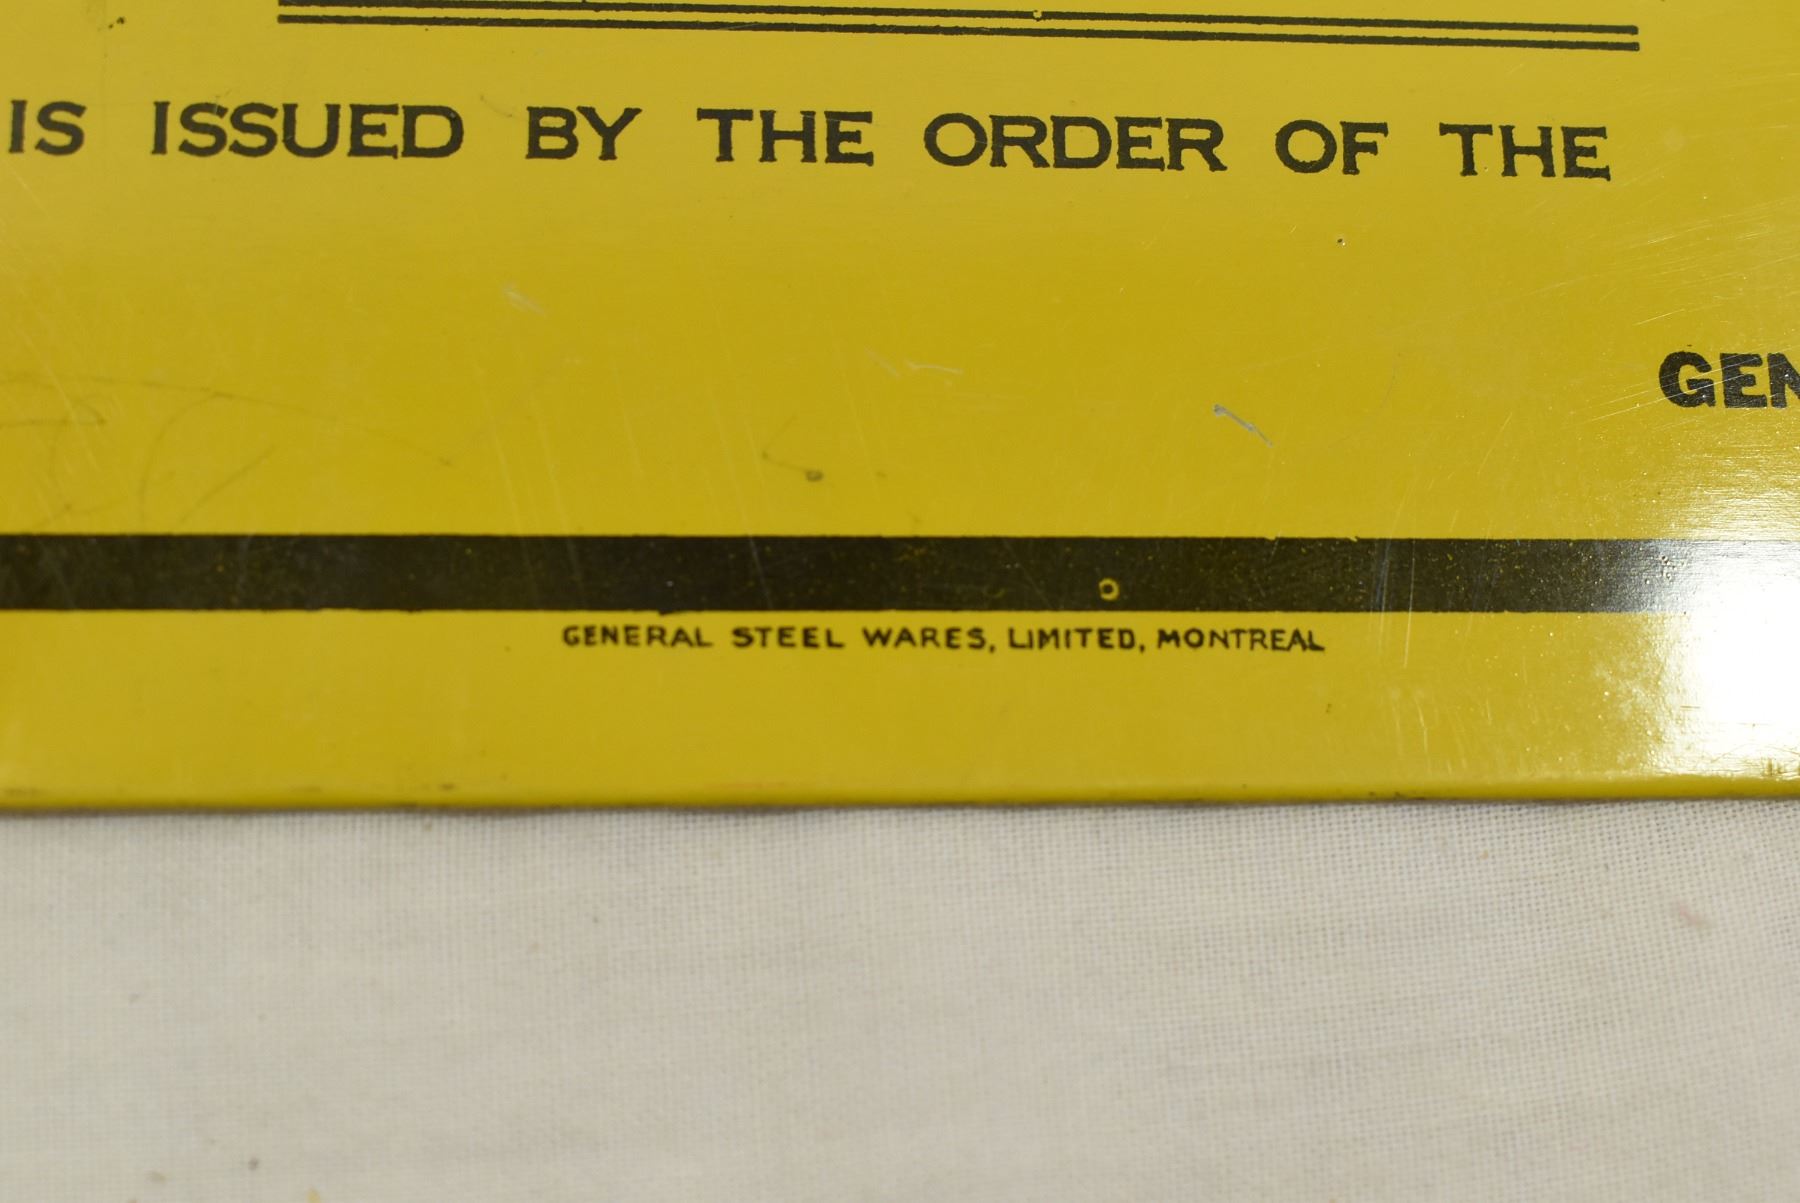 IS ISSUED BY THE ORDER OF THE
GEN
GENERAL STEEL WARES, LIMITED, MONTREAL